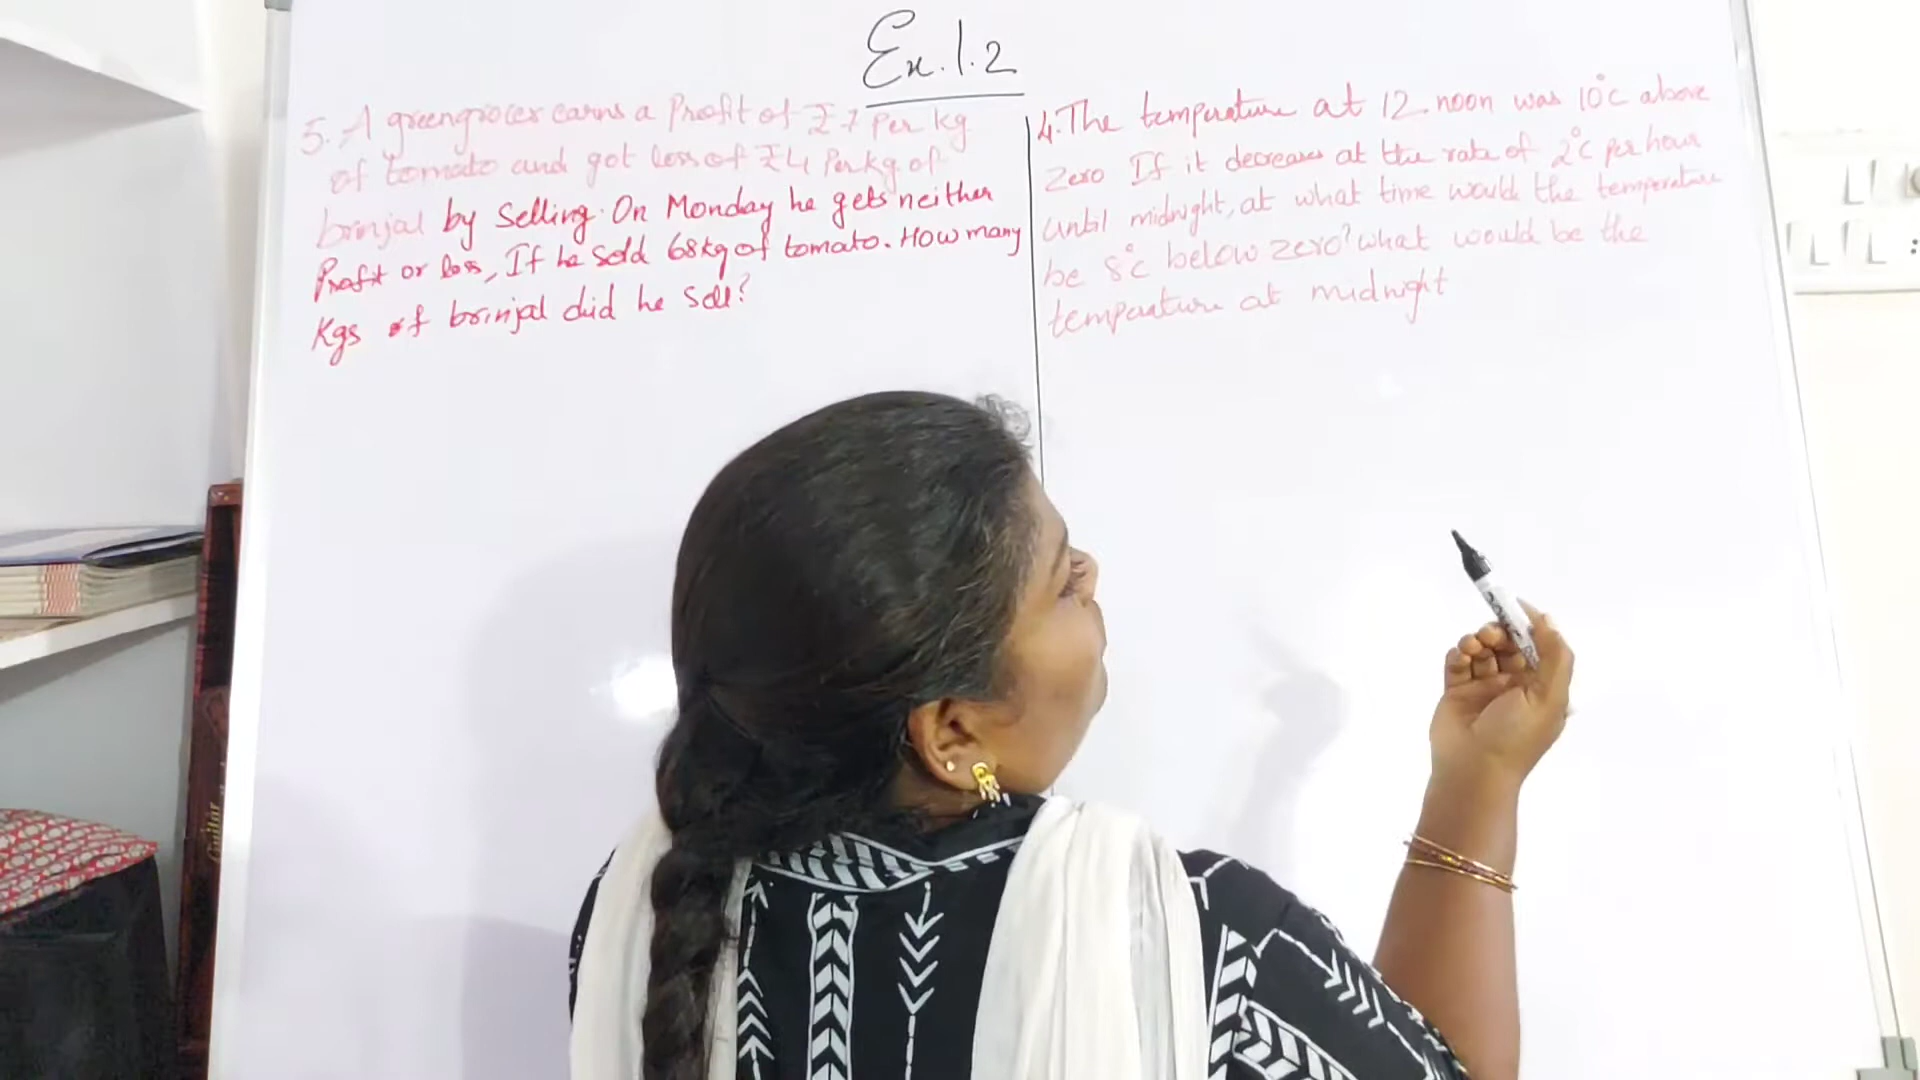 Ex.1.2
5. A greengrocer earns a Profit of ₹7 Per kg
of tomato and got loss of ₹4 Per kg of
brinjal by Selling. On Monday he gets neither
Profit or loss, If he Sold 68kg of tomato. How many
Kgs of brinjal did he Sell?
4. The temperature at 12 noon was 10°c above
Zero If it decreases at the rate of 2°c per hour
Until midnight, at what time would the temperature
be 8°c below zero? what would be the
temperature at midnight
Guitar